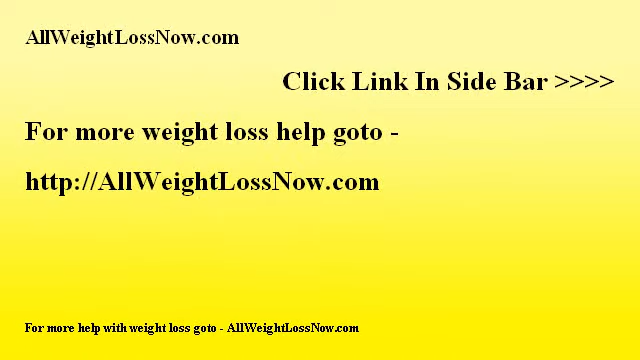 AllWeightLossNow.com
Click Link In Side Bar >>>>
For more weight loss help goto -
http://AllWeightLossNow.com
For more help with weight loss goto - AllWeightLossNow.com